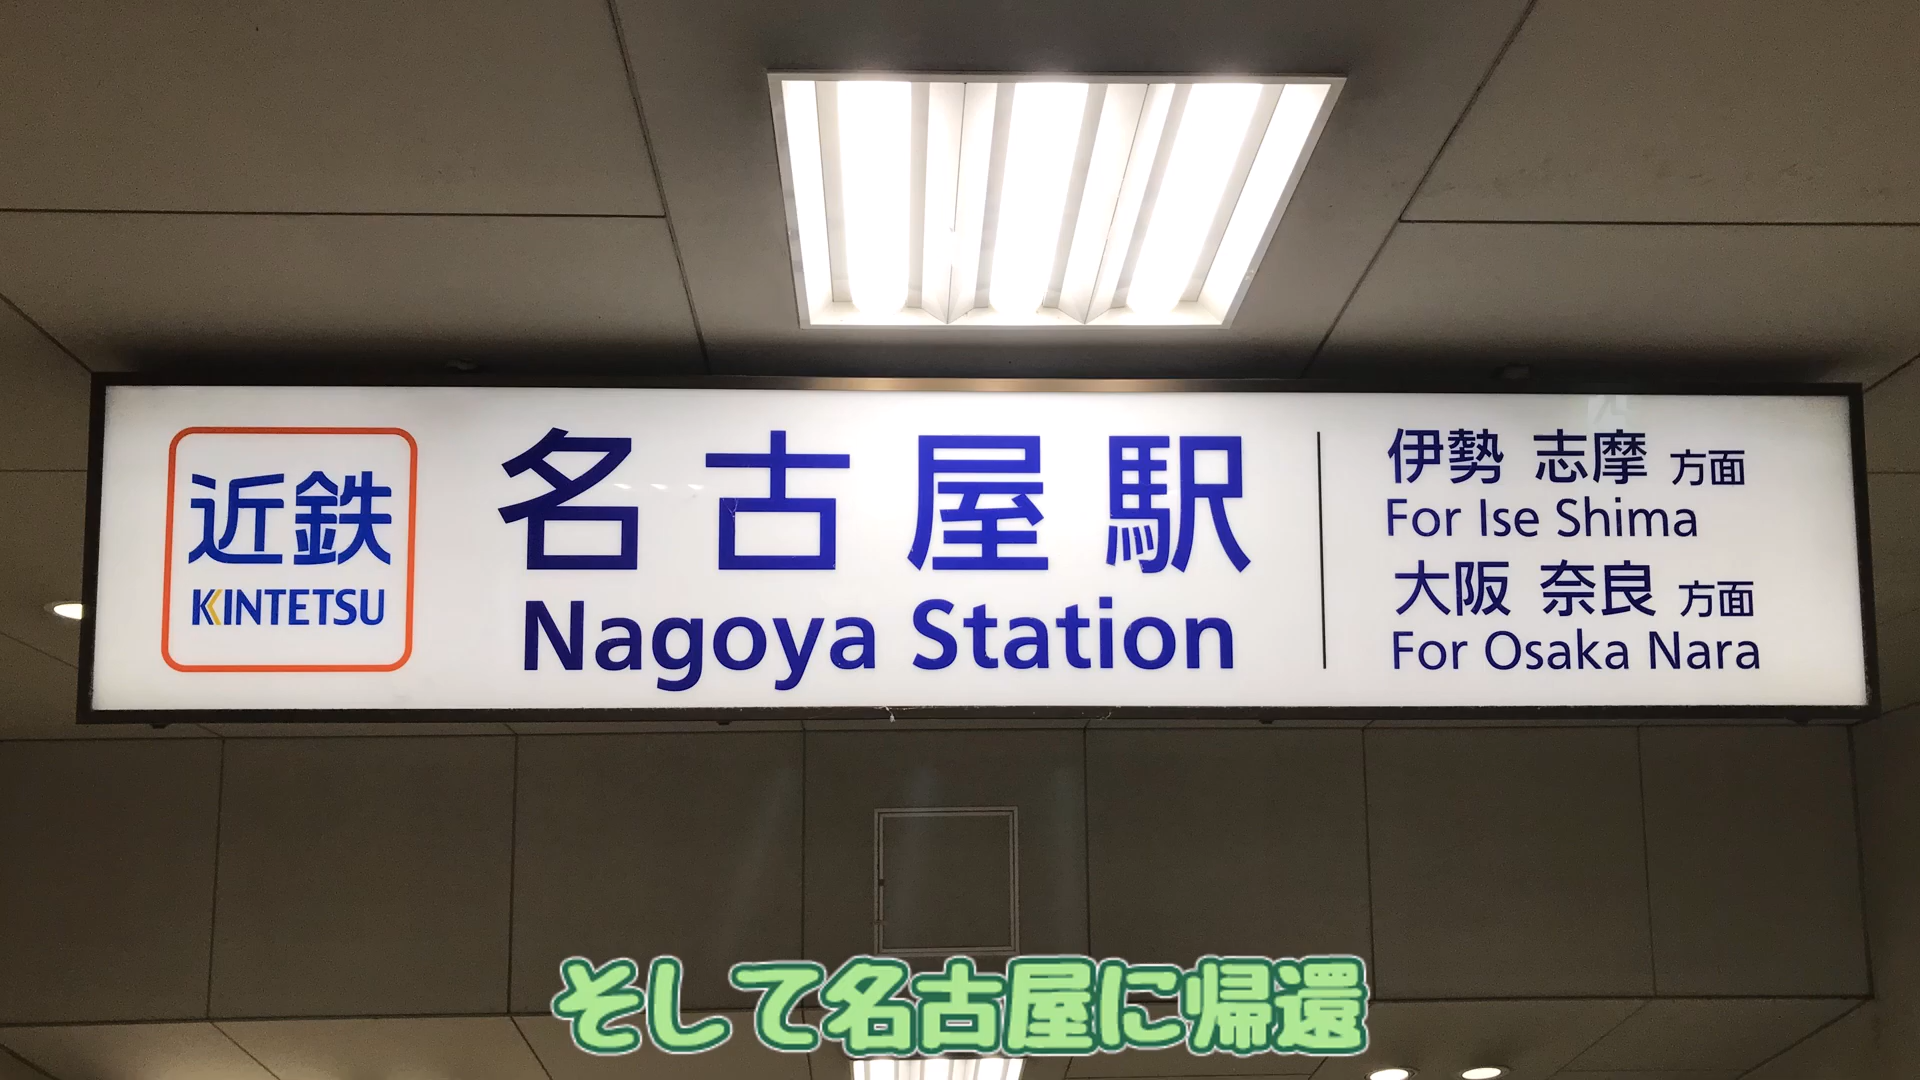 近鉄
KINTETSU
名古屋駅
Nagoya Station
伊勢 志摩 方面
For Ise Shima
大阪 奈良 方面
For Osaka Nara
そして名古屋に帰還